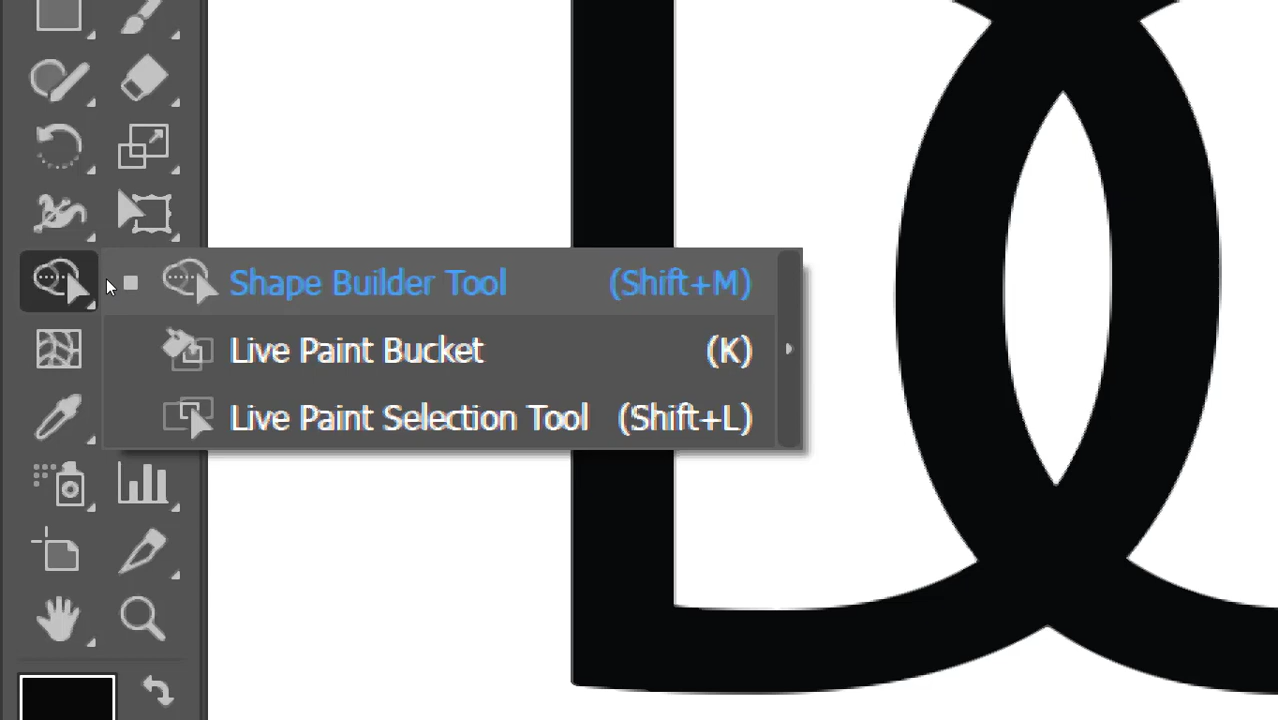 Shape Builder Tool (Shift+M)
Live Paint Bucket (K)
Live Paint Selection Tool (Shift+L)